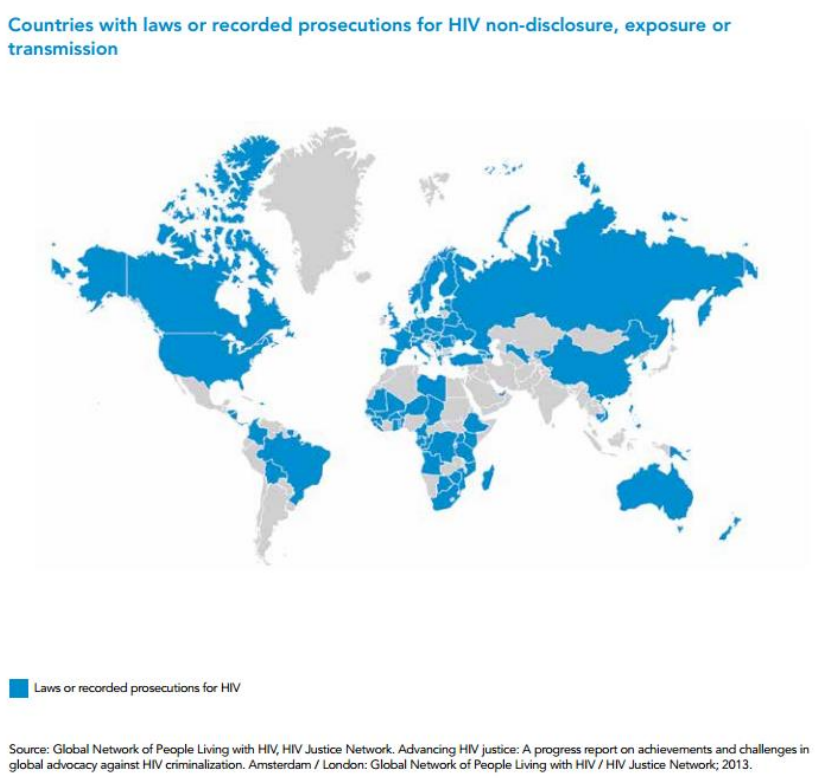 Countries with laws or recorded prosecutions for HIV non-disclosure, exposure or
transmission
Laws or recorded prosecutions for HIV
Source: Global Network of People Living with HIV, HIV Justice Network. Advancing HIV justice: A progress report on achievements and challenges in
global advocacy against HIV criminalization. Amsterdam / London: Global Network of People Living with HIV / HIV Justice Network; 2013.